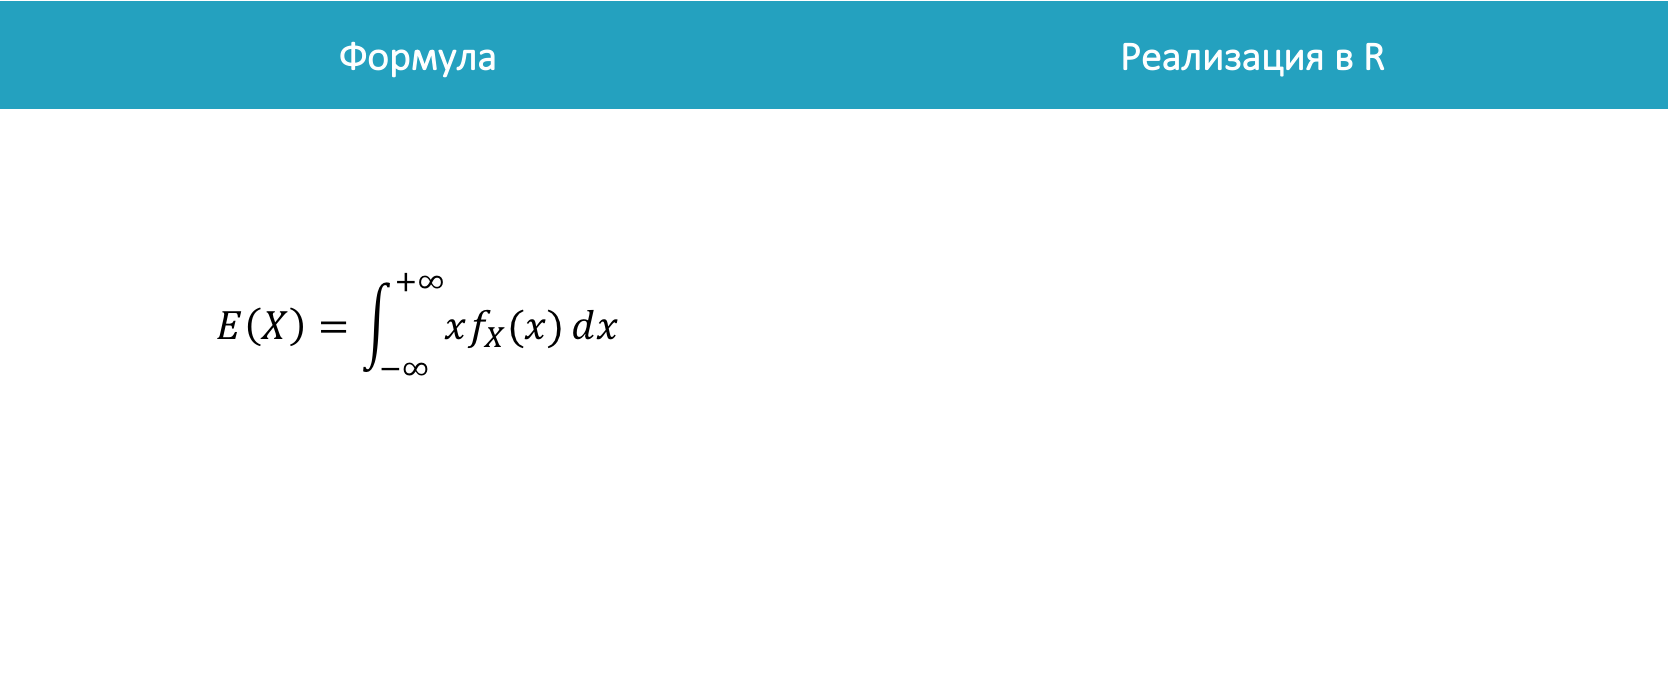 Формула
Реализация в R
E(X) = ∫_{−∞}^{+∞} x f_X(x) dx